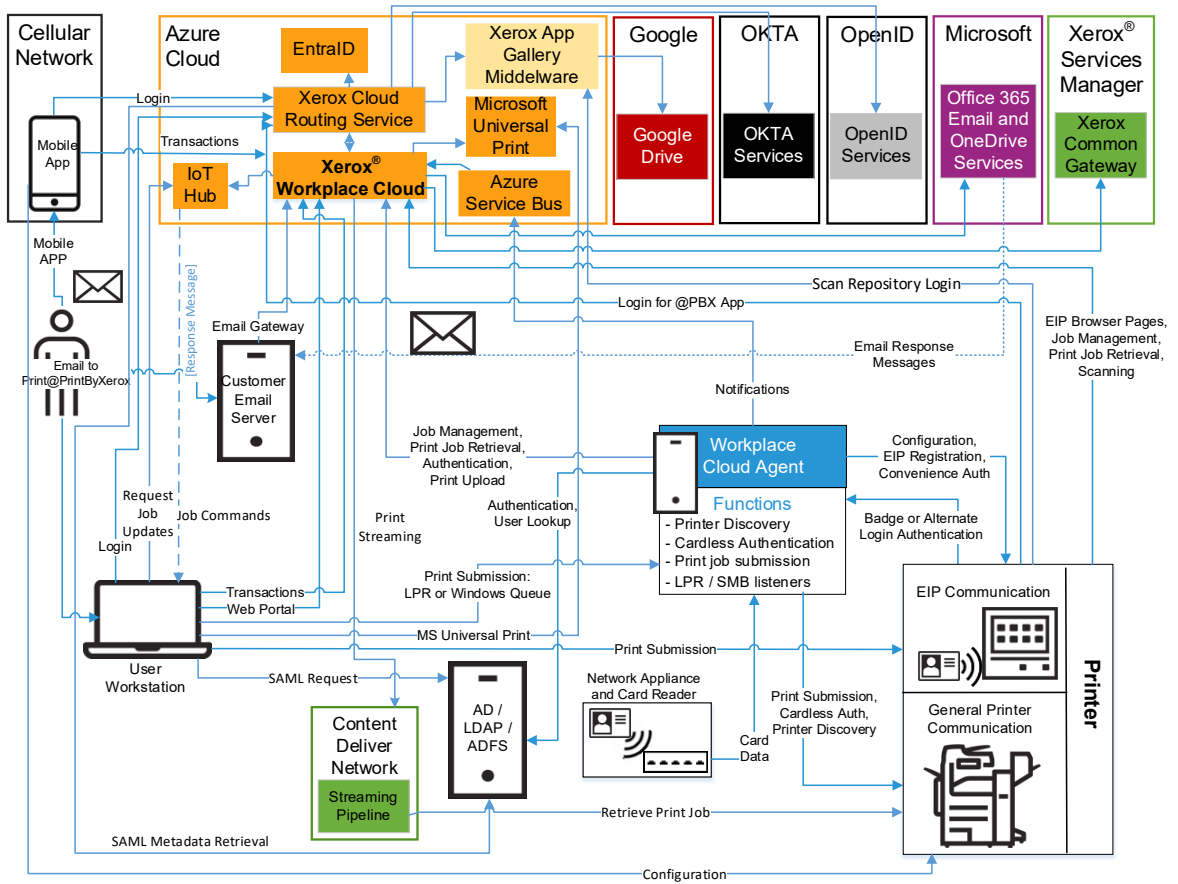 Cellular
Network
Azure
Cloud
EntraID
Xerox App
Gallery
Middelware
Google
OKTA
OpenID
Microsoft
Xerox®
Services
Manager
Login
Xerox Cloud
Routing Service
Microsoft
Universal
Print
Google
Drive
OKTA
Services
OpenID
Services
Office 365
Email and
OneDrive
Services
Xerox
Common
Gateway
Mobile
App
Transactions
IoT
Hub
Xerox®
Workplace Cloud
Azure
Service Bus
Mobile
APP
[Response Message]
Scan Repository Login
Login for @PBX App
Email Gateway
EIP Browser Pages,
Job Management,
Print Job Retrieval,
Scanning
Email Response
Messages
Email to
Print@PrintByXerox
Customer
Email
Server
Notifications
Job Management,
Print Job Retrieval,
Authentication,
Print Upload
Workplace
Cloud Agent
Configuration,
EIP Registration,
Convenience Auth
Request
Job
Updates
Job Commands
Login
Print
Streaming
Authentication,
User Lookup
Functions
- Printer Discovery
- Cardless Authentication
- Print job submission
- LPR / SMB listeners
Badge or Alternate
Login Authentication
Transactions
Web Portal
Print Submission:
LPR or Windows Queue
MS Universal Print
Print Submission
EIP Communication
User
Workstation
SAML Request
AD /
LDAP /
ADFS
Network Appliance
and Card Reader
Card
Data
Print Submission,
Cardless Auth,
Printer Discovery
General Printer
Communication
Printer
Content
Deliver
Network
Streaming
Pipeline
Retrieve Print Job
SAML Metadata Retrieval
Configuration